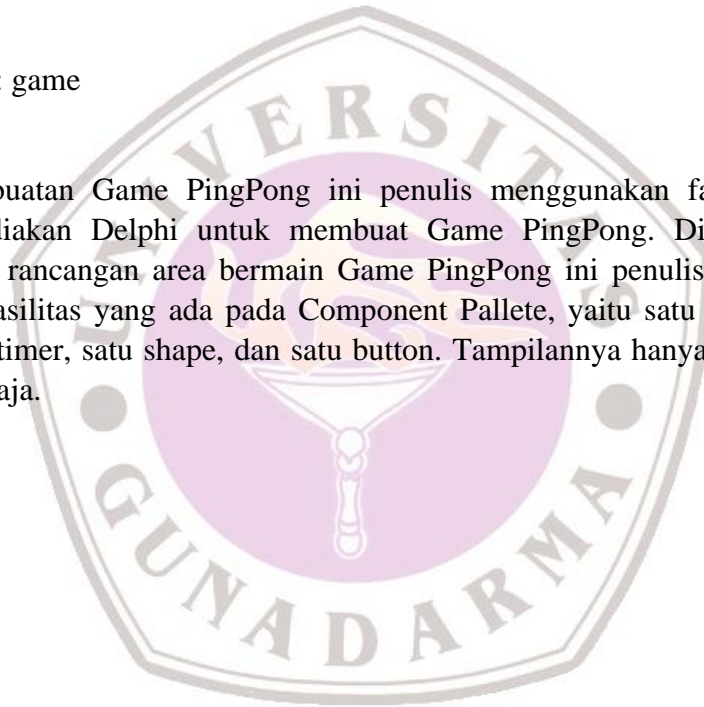 : game
buatan Game PingPong ini penulis menggunakan fa
diakan Delphi untuk membuat Game PingPong. Di
rancangan area bermain Game PingPong ini penulis
asilitas yang ada pada Component Pallete, yaitu satu
timer, satu shape, dan satu button. Tampilannya hanya
aja.
UNIVERSITAS
GUNADARMA